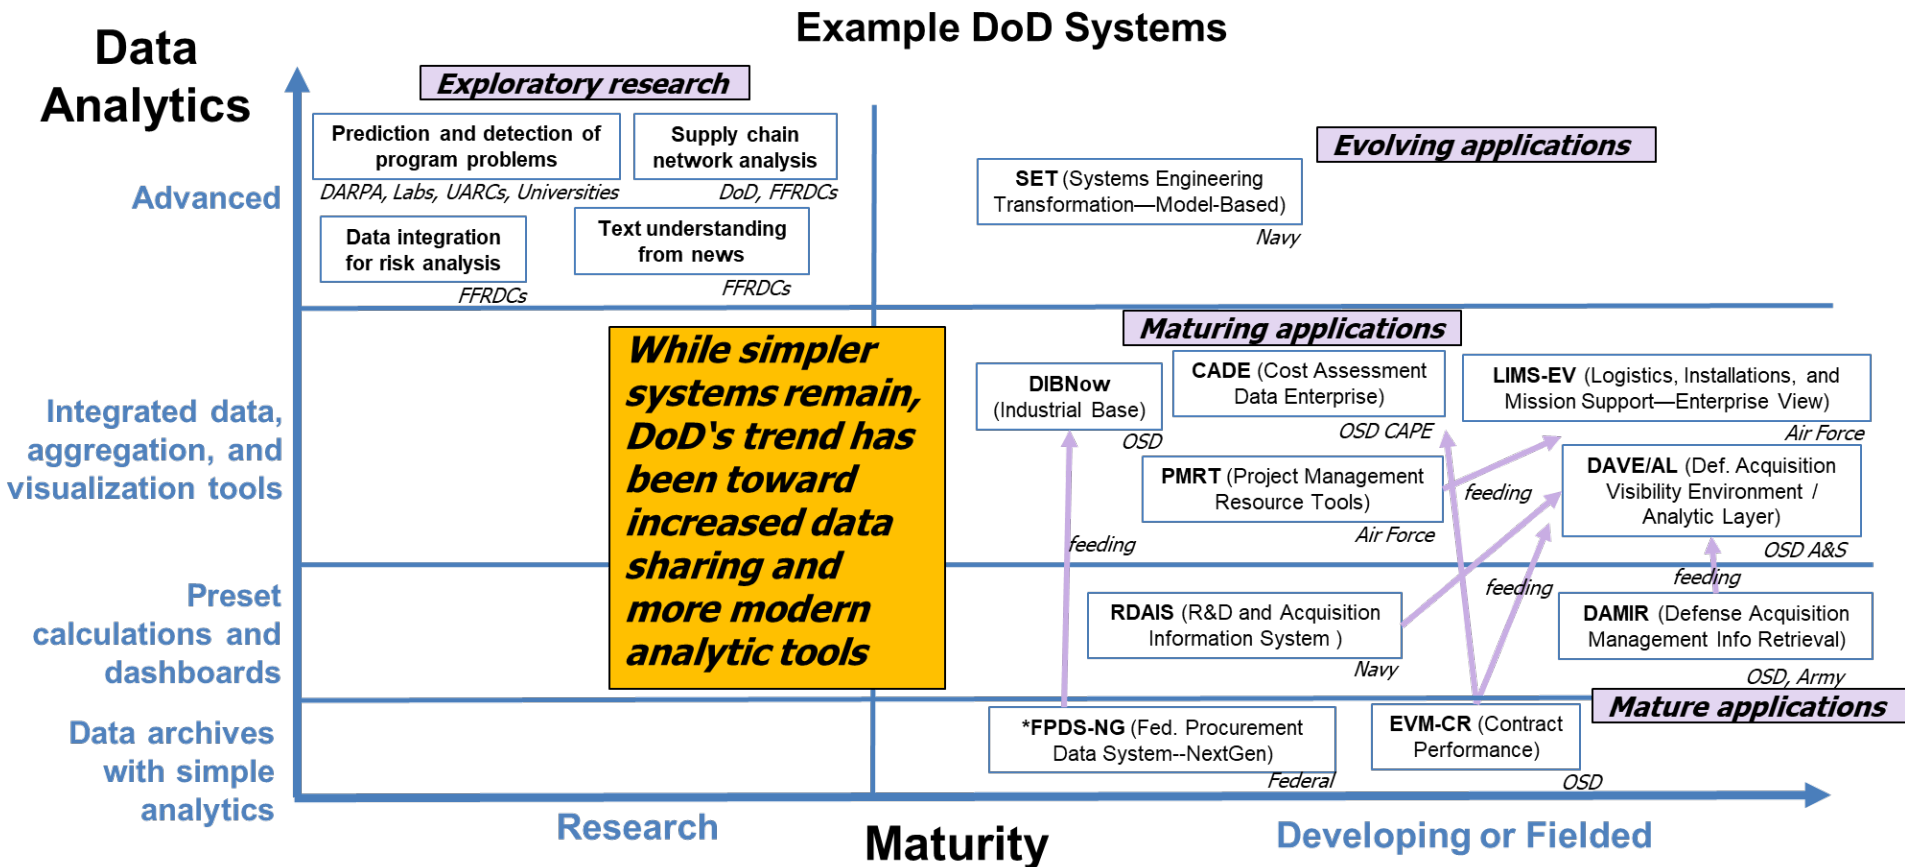 Example DoD Systems
Data
Analytics
Exploratory research
Evolving applications
Advanced
Prediction and detection of
program problems
DARPA, Labs, UARCs, Universities
Supply chain
network analysis
DoD, FFRDCs
Data integration
for risk analysis
FFRDCs
Text understanding
from news
FFRDCs
SET (Systems Engineering
Transformation—Model-Based)
Navy
Maturing applications
Integrated data,
aggregation, and
visualization tools
While simpler
systems remain,
DoD's trend has
been toward
increased data
sharing and
more modern
analytic tools
DIBNow
(Industrial Base)
OSD
CADE (Cost Assessment
Data Enterprise)
OSD CAPE
LIMS-EV (Logistics, Installations, and
Mission Support—Enterprise View)
Air Force
PMRT (Project Management
Resource Tools)
Air Force
feeding
DAVE/AL (Def. Acquisition
Visibility Environment /
Analytic Layer)
OSD A&S
feeding
feeding
feeding
Preset
calculations and
dashboards
RDAIS (R&D and Acquisition
Information System )
Navy
DAMIR (Defense Acquisition
Management Info Retrieval)
OSD, Army
Mature applications
Data archives
with simple
analytics
*FPDS-NG (Fed. Procurement
Data System--NextGen)
Federal
EVM-CR (Contract
Performance)
OSD
Research
Maturity
Developing or Fielded